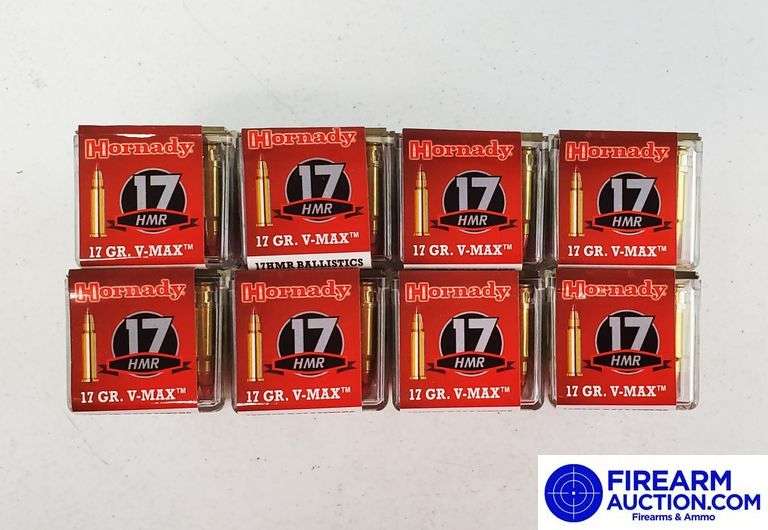 Hornady
17
HMR
17 GR. V-MAX™
Hornady
17
HMR
17 GR. V-MAX™
17HMR BALLISTICS
Hornady
17
HMR
17 GR. V-MAX™
Hornady
17
HMR
17 GR. V-MAX™
Hornady
17
HMR
17 GR. V-MAX™
Hornady
17
HMR
17 GR. V-MAX™
Hornady
17
HMR
17 GR. V-MAX™
Hornady
17
HMR
17 GR. V-MAX™
FIREARM
AUCTION.COM
Firearms & Ammo